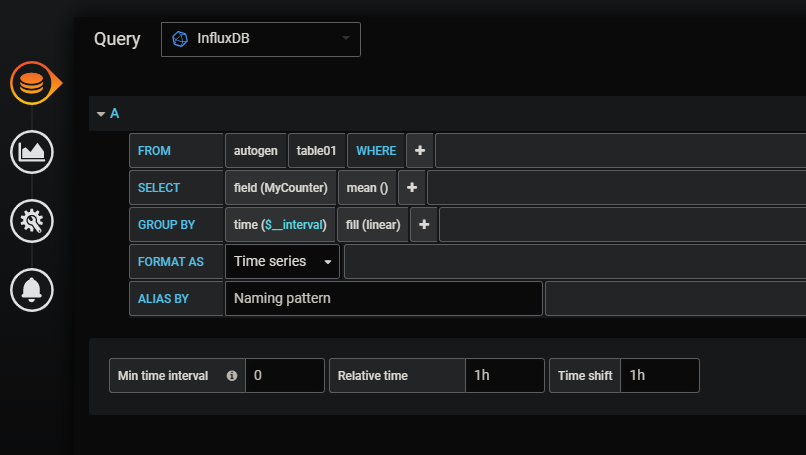 Query InfluxDB
A
FROM autogen table01 WHERE +
SELECT field (MyCounter) mean () +
GROUP BY time ($__interval) fill (linear) +
FORMAT AS Time series
ALIAS BY Naming pattern
Min time interval 0 Relative time 1h Time shift 1h